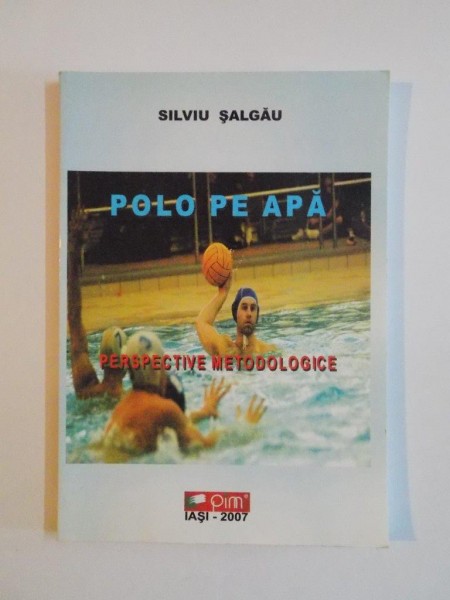 SILVIU ŞALGĂU
POLO PE APĂ
PERSPECTIVE METODOLOGICE
pim®
IAŞI - 2007